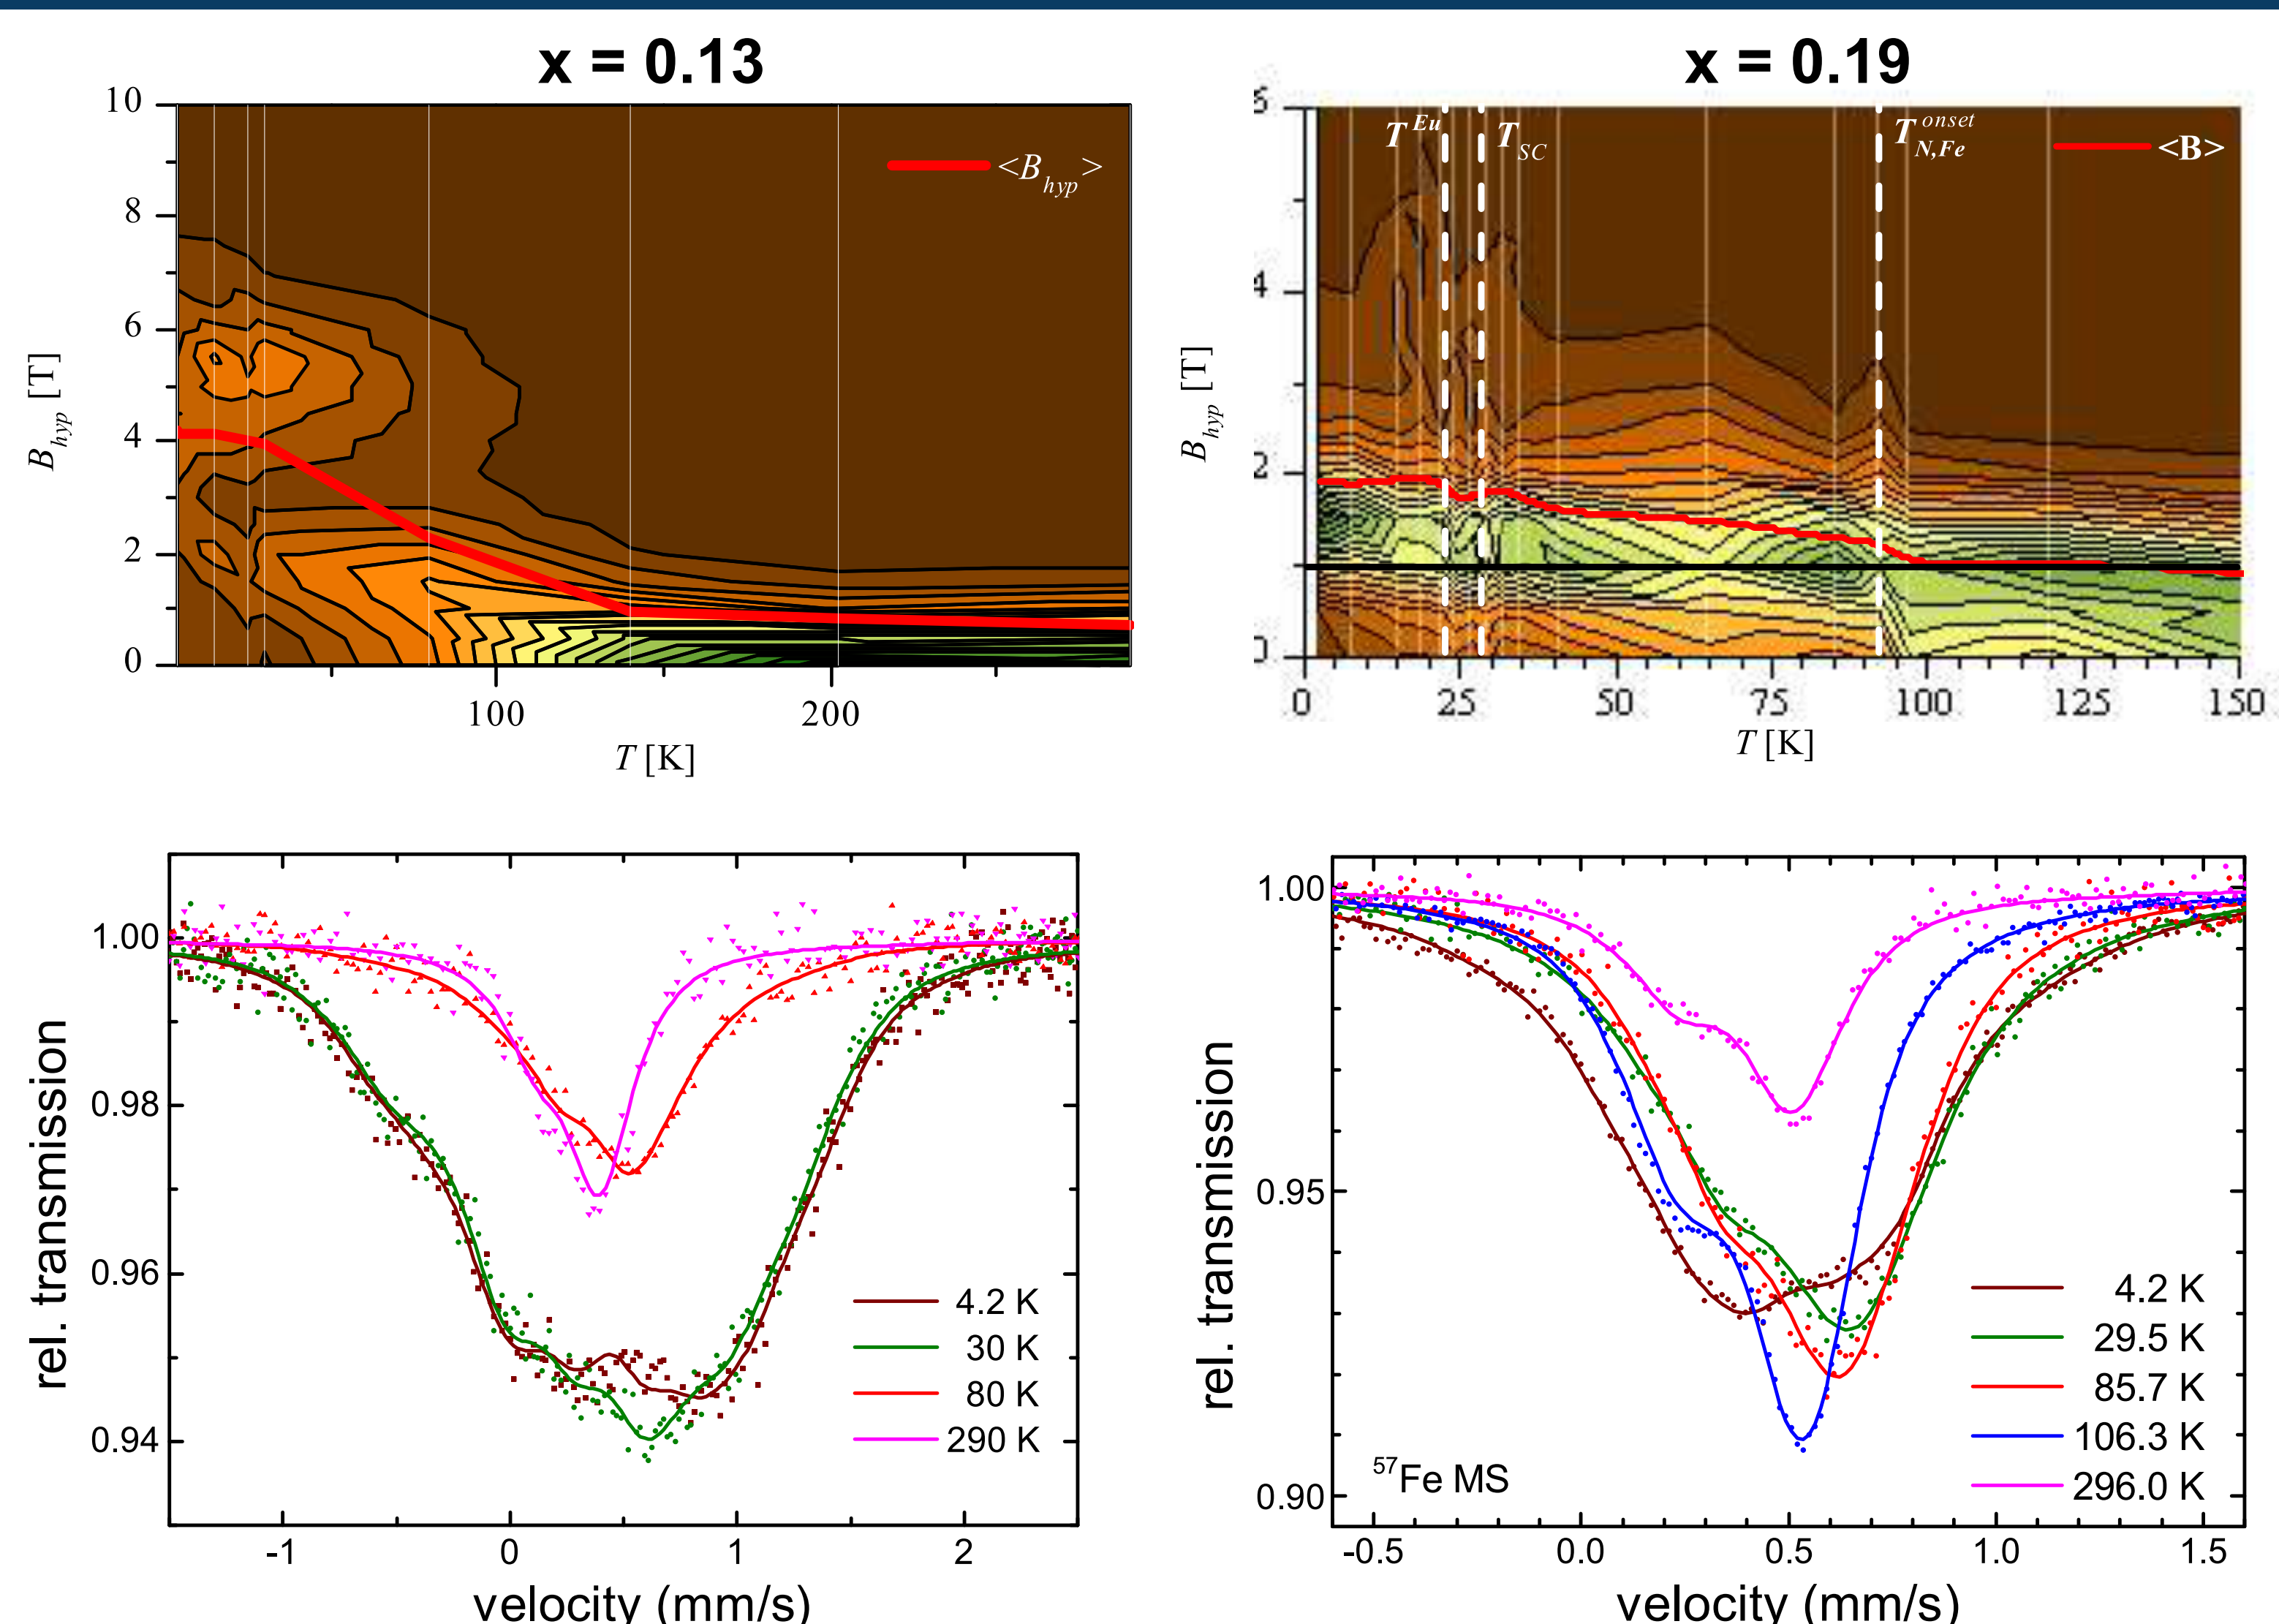 x = 0.13
x = 0.19
10
8
6
4
2
0
B_hyp [T]
<B_hyp>
100
200
T [K]
4
2
B_hyp [T]
T^Eu
T_SC
T_N,Fe^onset
<B>
0
25
50
75
100
125
150
T [K]
1.00
0.98
0.96
0.94
rel. transmission
4.2 K
30 K
80 K
290 K
-1
0
1
2
velocity (mm/s)
1.00
0.95
0.90
rel. transmission
4.2 K
29.5 K
85.7 K
106.3 K
296.0 K
⁵⁷Fe MS
-0.5
0.0
0.5
1.0
1.5
velocity (mm/s)